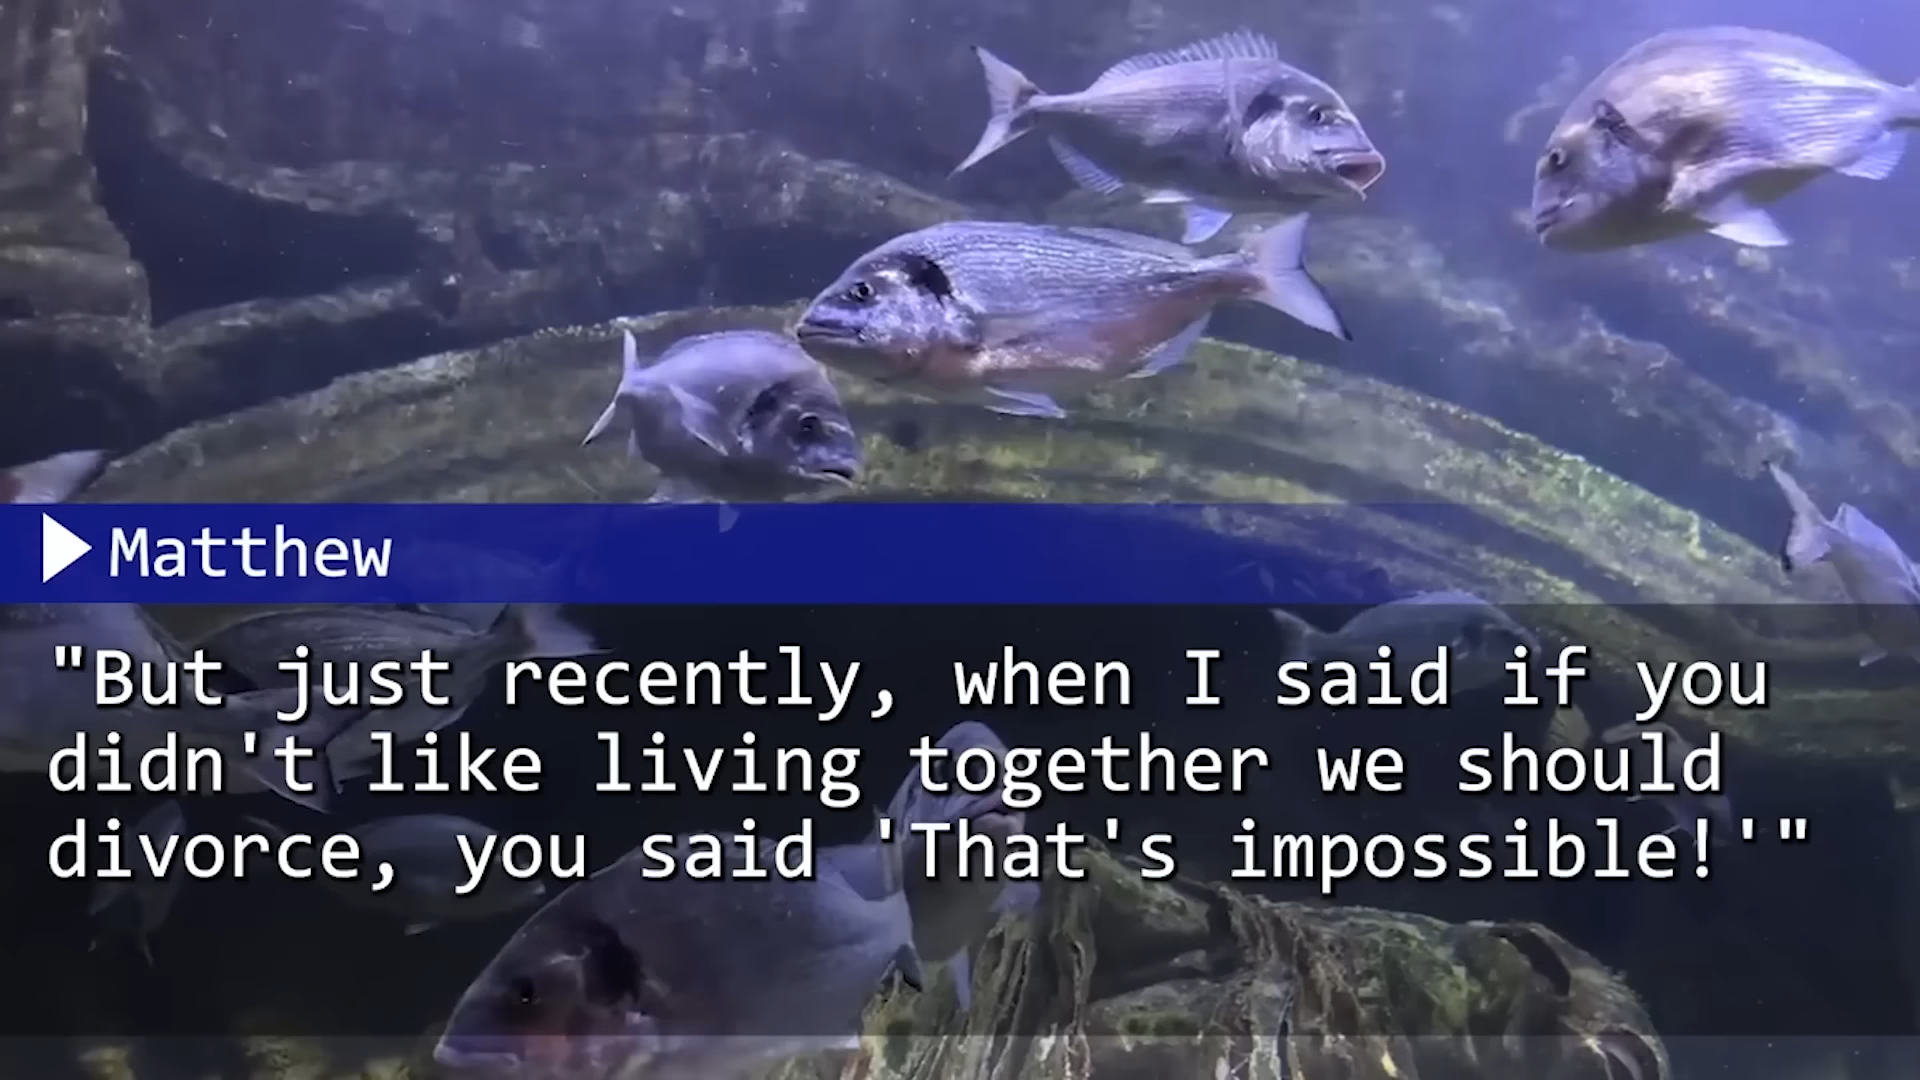 Matthew
"But just recently, when I said if you
didn't like living together we should
divorce, you said 'That's impossible!'"